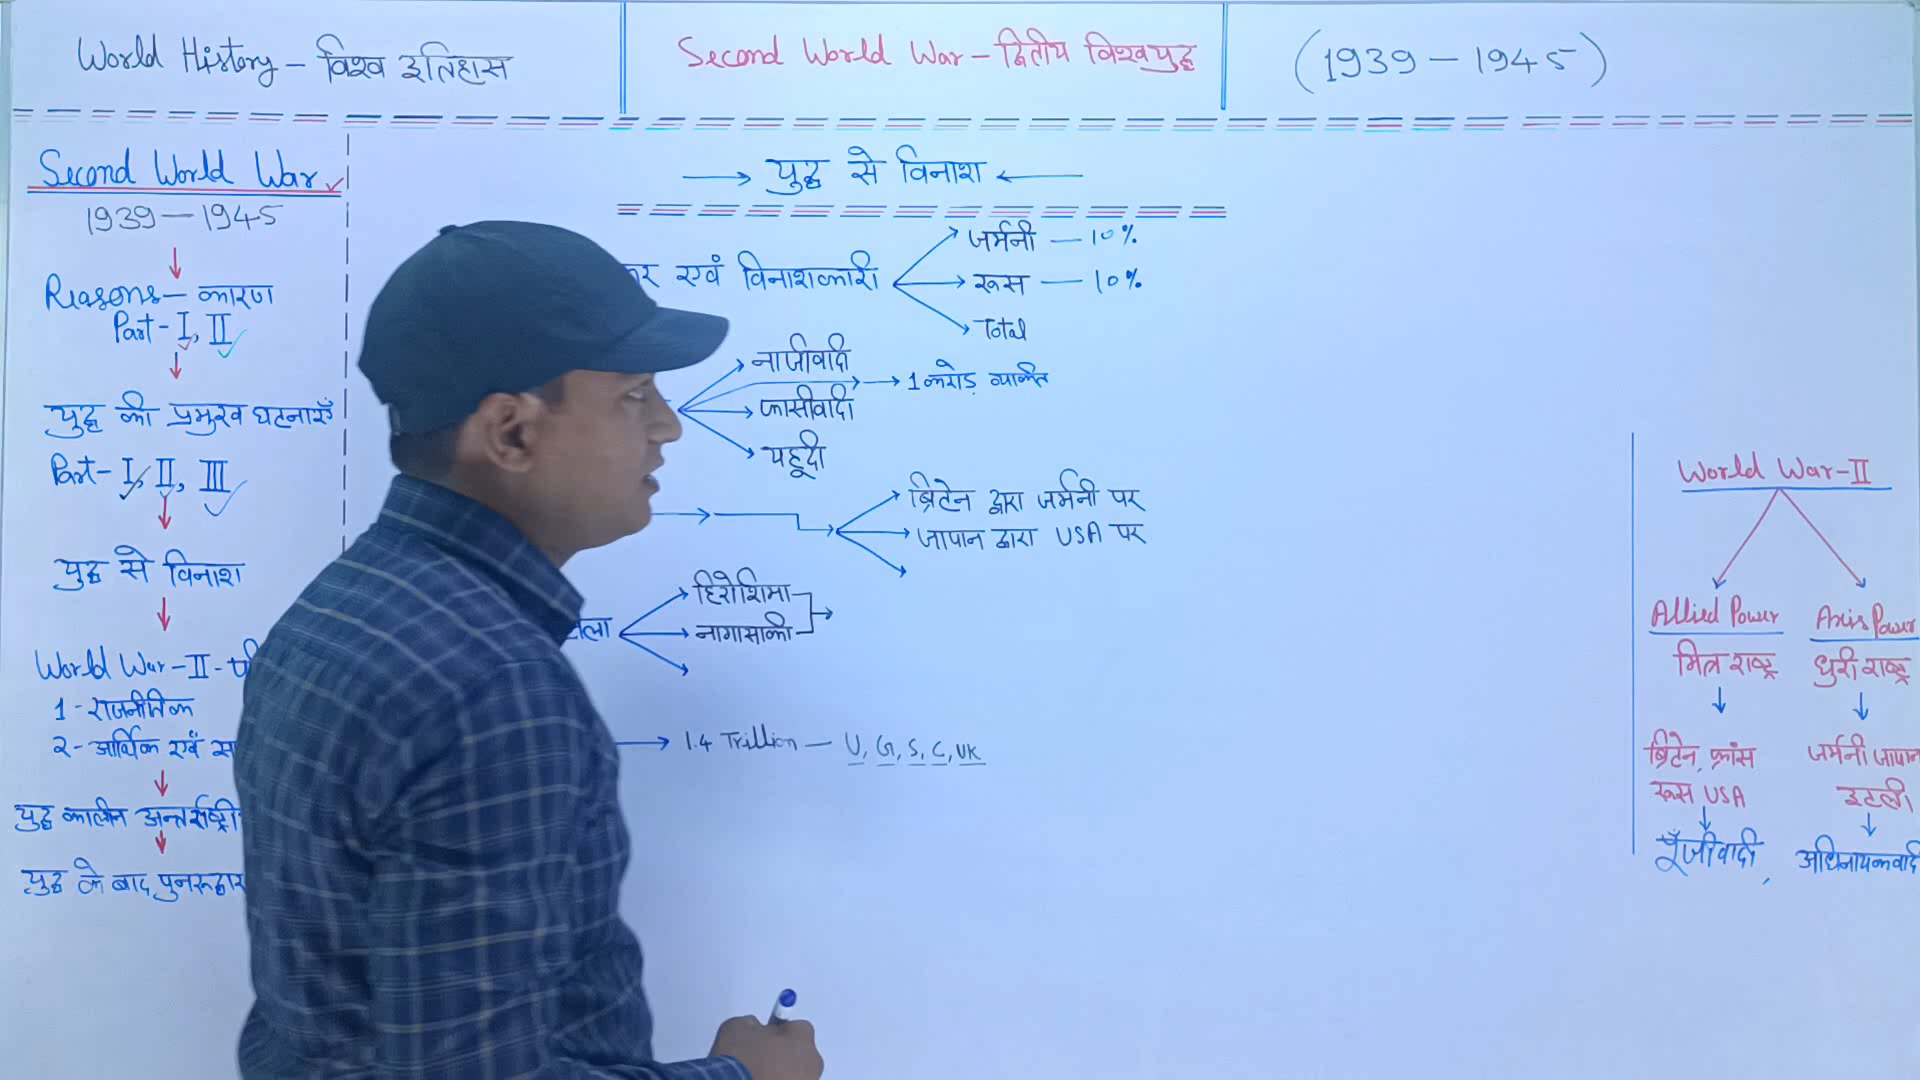 World History – विश्व इतिहास
Second World War – द्वितीय विश्वयुद्ध
(1939 – 1945)
Second World War
1939 – 1945
Reasons – कारण
Part – I, II
युद्ध की प्रमुख घटनाएँ
Part – I, II, III
युद्ध से विनाश
World War – II -
1 - राजनीतिक
2 - आर्थिक एवं
युद्ध कालीन अन्तर्राष्ट्री
युद्ध के बाद पुनरुद्धार
युद्ध से विनाश
एवं विनाशकारी
जर्मनी — 10%
रूस — 10%
Total
नाजीवादी
1 करोड़ व्यक्ति
फासीवादी
यहूदी
ब्रिटेन द्वारा जर्मनी पर
जापान द्वारा USA पर
हिरोशिमा
नागासाकी
1.4 Trillion — U, G, S, C, UK
World War - II
Allied Power
मित्र राष्ट्र
ब्रिटेन, फ्रांस
रूस USA
पूँजीवादी,
Axis Power
धुरी राष्ट्र
जर्मनी जापान
इटली
अधिनायकवादी